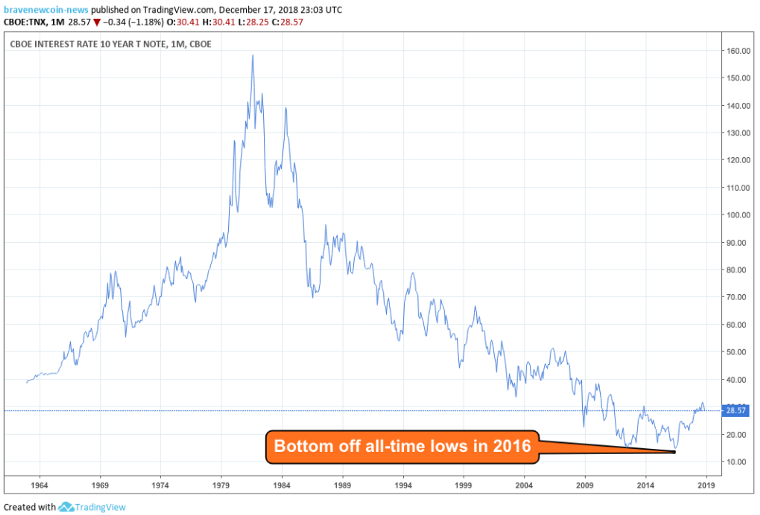 bravenewcoin-news published on TradingView.com, December 17, 2018 23:03 UTC
CBOE:TNX, 1M 28.57 ▼ −0.34 (−1.18%) O:30.41 H:30.41 L:28.25 C:28.57
CBOE INTEREST RATE 10 YEAR T NOTE, 1M, CBOE
160.00
150.00
140.00
130.00
120.00
110.00
100.00
90.00
80.00
70.00
60.00
50.00
40.00
28.57
20.00
10.00
Bottom off all-time lows in 2016
1964 1969 1974 1979 1984 1989 1994 1999 2004 2009 2014 2019
Created with TradingView